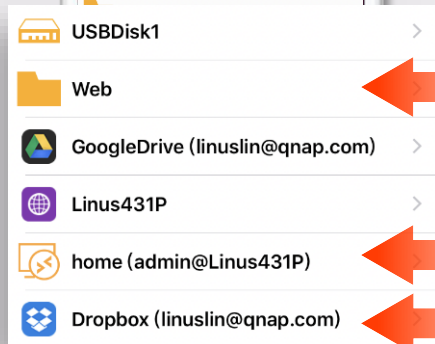 USBDisk1
Web
GoogleDrive (linuslin@qnap.com)
Linus431P
home (admin@Linus431P)
Dropbox (linuslin@qnap.com)